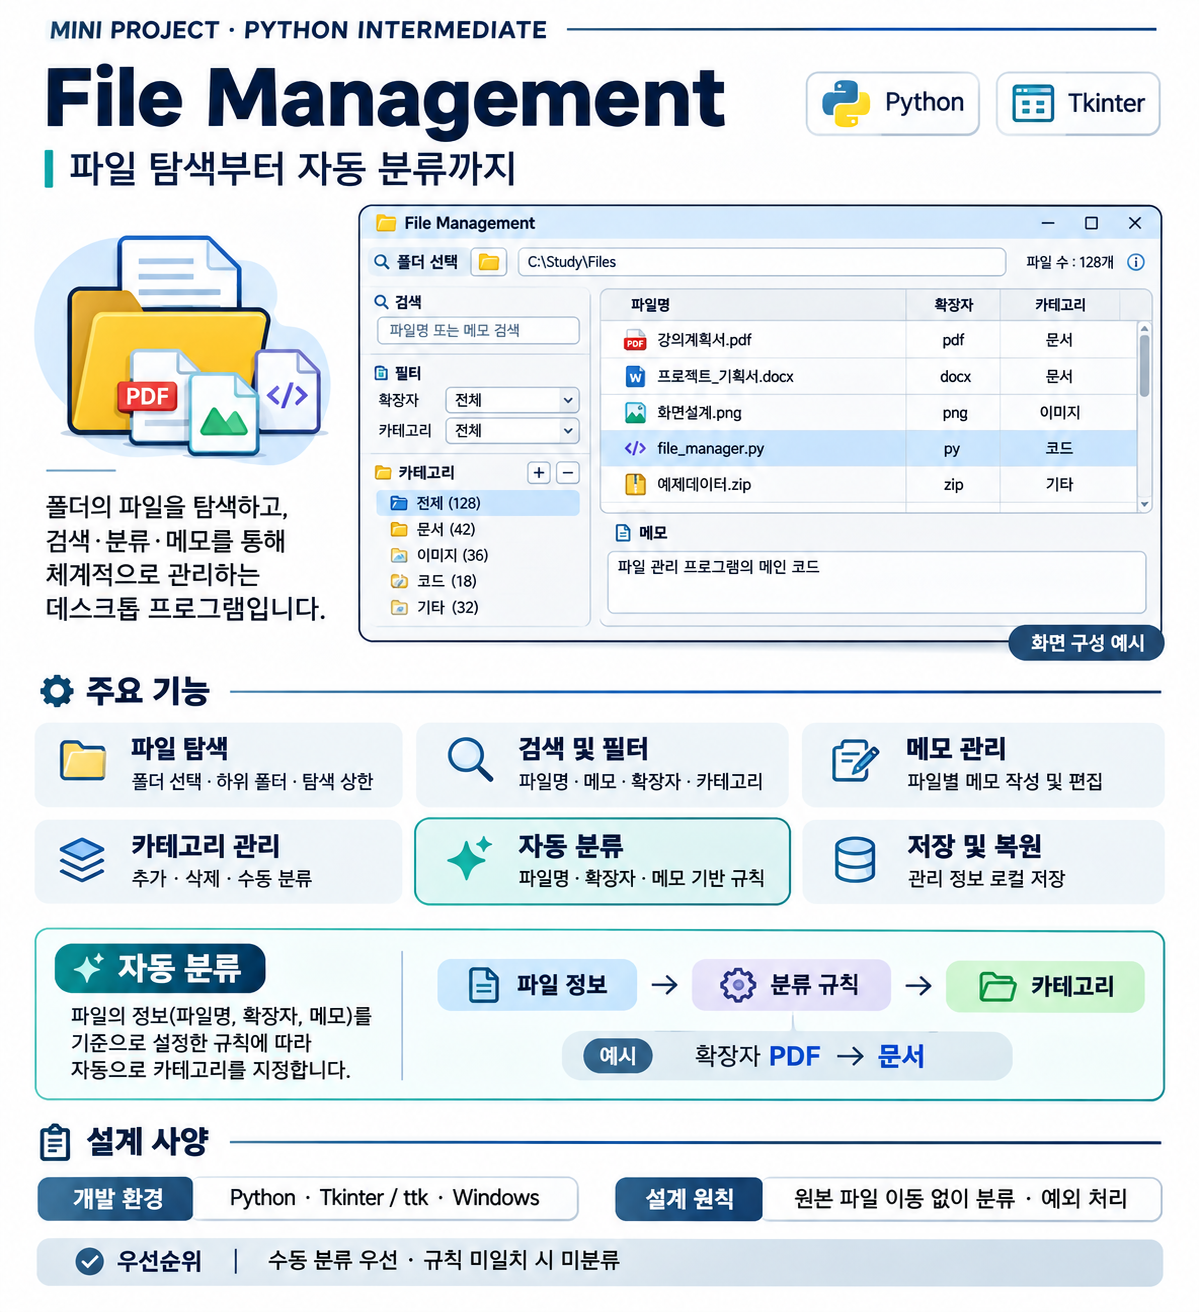 MINI PROJECT · PYTHON INTERMEDIATE
File Management
Python
Tkinter
파일 탐색부터 자동 분류까지
File Management
폴더 선택
C:\Study\Files
파일 수 : 128개
검색
파일명 또는 메모 검색
필터
확장자 전체
카테고리 전체
카테고리
전체 (128)
문서 (42)
이미지 (36)
코드 (18)
기타 (32)
파일명 확장자 카테고리
PDF 강의계획서.pdf pdf 문서
W 프로젝트_기획서.docx docx 문서
화면설계.png png 이미지
</> file_manager.py py 코드
예제데이터.zip zip 기타
메모
파일 관리 프로그램의 메인 코드
화면 구성 예시
PDF
</>
폴더의 파일을 탐색하고,
검색·분류·메모를 통해
체계적으로 관리하는
데스크톱 프로그램입니다.
주요 기능
파일 탐색
폴더 선택 · 하위 폴터 · 탐색 상한
검색 및 필터
파일명 · 메모 · 확장자 · 카테고리
메모 관리
파일별 메모 작성 및 편집
카테고리 관리
추가 · 삭제 · 수동 분류
자동 분류
파일명 · 확장자 · 메모 기반 규칙
저장 및 복원
관리 정보 로컬 저장
자동 분류
파일의 정보(파일명, 확장자, 메모)를
기준으로 설정한 규칙에 따라
자동으로 카테고리를 지정합니다.
파일 정보 → 분류 규칙 → 카테고리
예시 확장자 PDF → 문서
설계 사양
개발 환경 Python · Tkinter / ttk · Windows
설계 원칙 원본 파일 이동 없이 분류 · 예외 처리
우선순위 | 수동 분류 우선 · 규칙 미일치 시 미분류